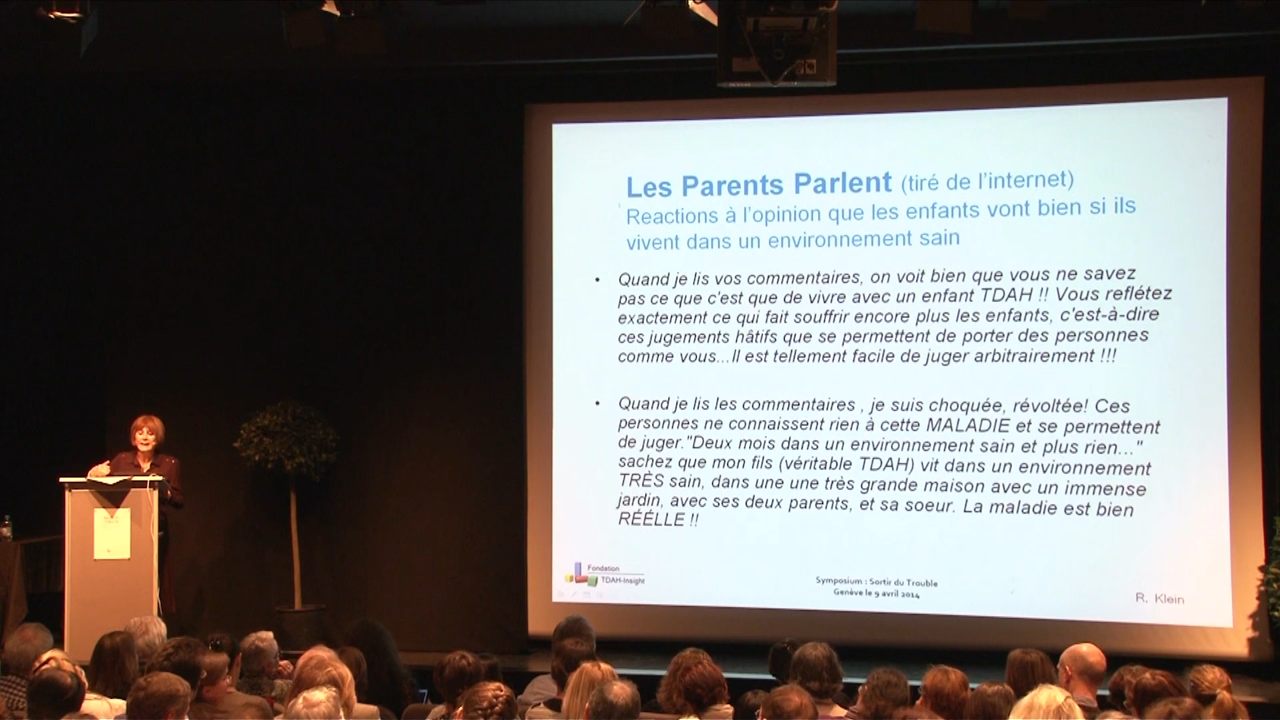 Les Parents Parlent (tiré de l'internet)
Reactions à l'opinion que les enfants vont bien si ils
vivent dans un environnement sain
• Quand je lis vos commentaires, on voit bien que vous ne savez
pas ce que c'est que de vivre avec un enfant TDAH !! Vous reflétez
exactement ce qui fait souffrir encore plus les enfants, c'est-à-dire
ces jugements hâtifs que se permettent de porter des personnes
comme vous...Il est tellement facile de juger arbitrairement !!!
• Quand je lis les commentaires , je suis choquée, révoltée! Ces
personnes ne connaissent rien à cette MALADIE et se permettent
de juger."Deux mois dans un environnement sain et plus rien..."
sachez que mon fils (véritable TDAH) vit dans un environnement
TRÈS sain, dans une une très grande maison avec un immense
jardin, avec ses deux parents, et sa soeur. La maladie est bien
RÉÉLLE !!
Fondation
TDAH-Insight
Symposium : Sortir du Trouble
Genève le 9 avril 2014
R. Klein